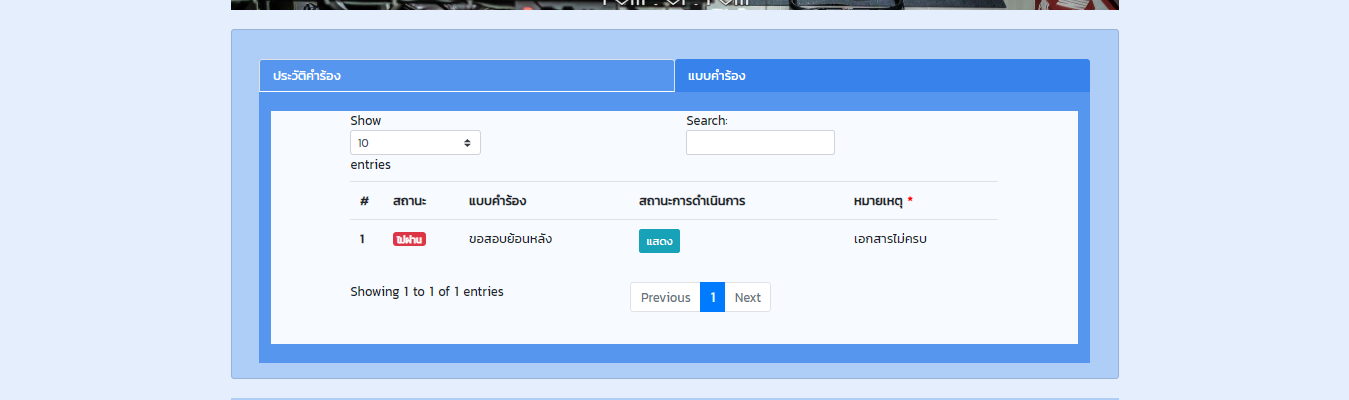 ประวัติคำร้อง แบบคำร้อง
Show Search:
10
entries
# สถานะ แบบคำร้อง สถานะการดำเนินการ หมายเหตุ *
1 ไม่ผ่าน ขอสอบย้อนหลัง แสดง เอกสารไม่ครบ
Showing 1 to 1 of 1 entries Previous 1 Next